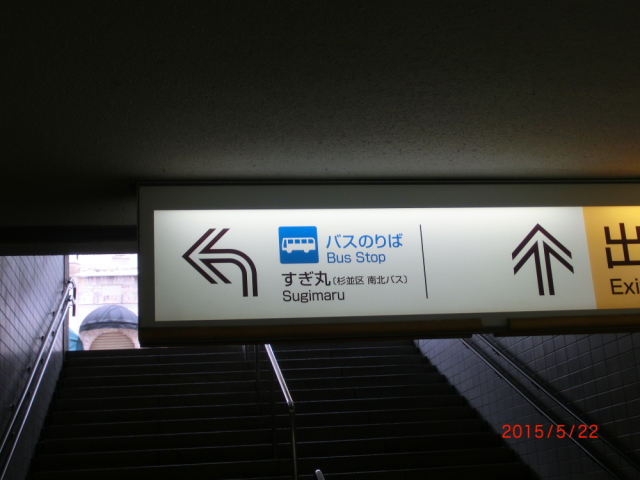 バスのりば
Bus Stop
すぎ丸（杉並区 南北バス）
Sugimaru
出
Exi
2015/5/22